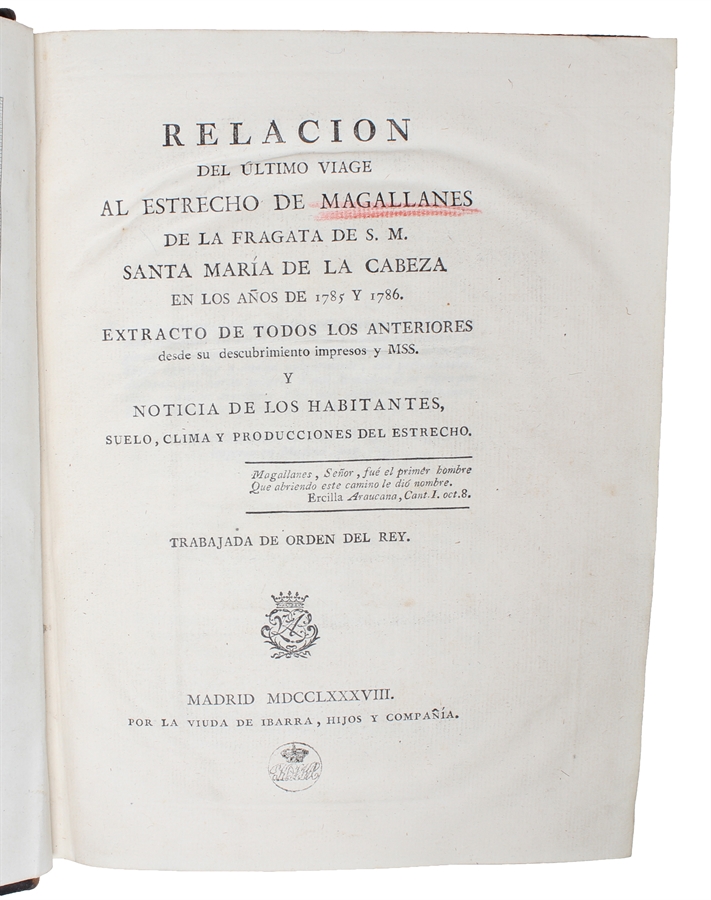 RELACION
DEL ÚLTIMO VIAGE
AL ESTRECHO DE MAGALLANES
DE LA FRAGATA DE S. M.
SANTA MARÍA DE LA CABEZA
EN LOS AÑOS DE 1785 Y 1786.
EXTRACTO DE TODOS LOS ANTERIORES
desde su descubrimiento impresos y MSS.
Y
NOTICIA DE LOS HABITANTES,
SUELO, CLIMA Y PRODUCCIONES DEL ESTRECHO.
Magallanes, Señor, fué el primér hombre
Que abriendo este camino le dió nombre.
Ercilla Araucana, Cant. I. oct. 8.
TRABAJADA DE ORDEN DEL REY.
MADRID MDCCLXXXVIII.
POR LA VIUDA DE IBARRA, HIJOS Y COMPAÑÍA.